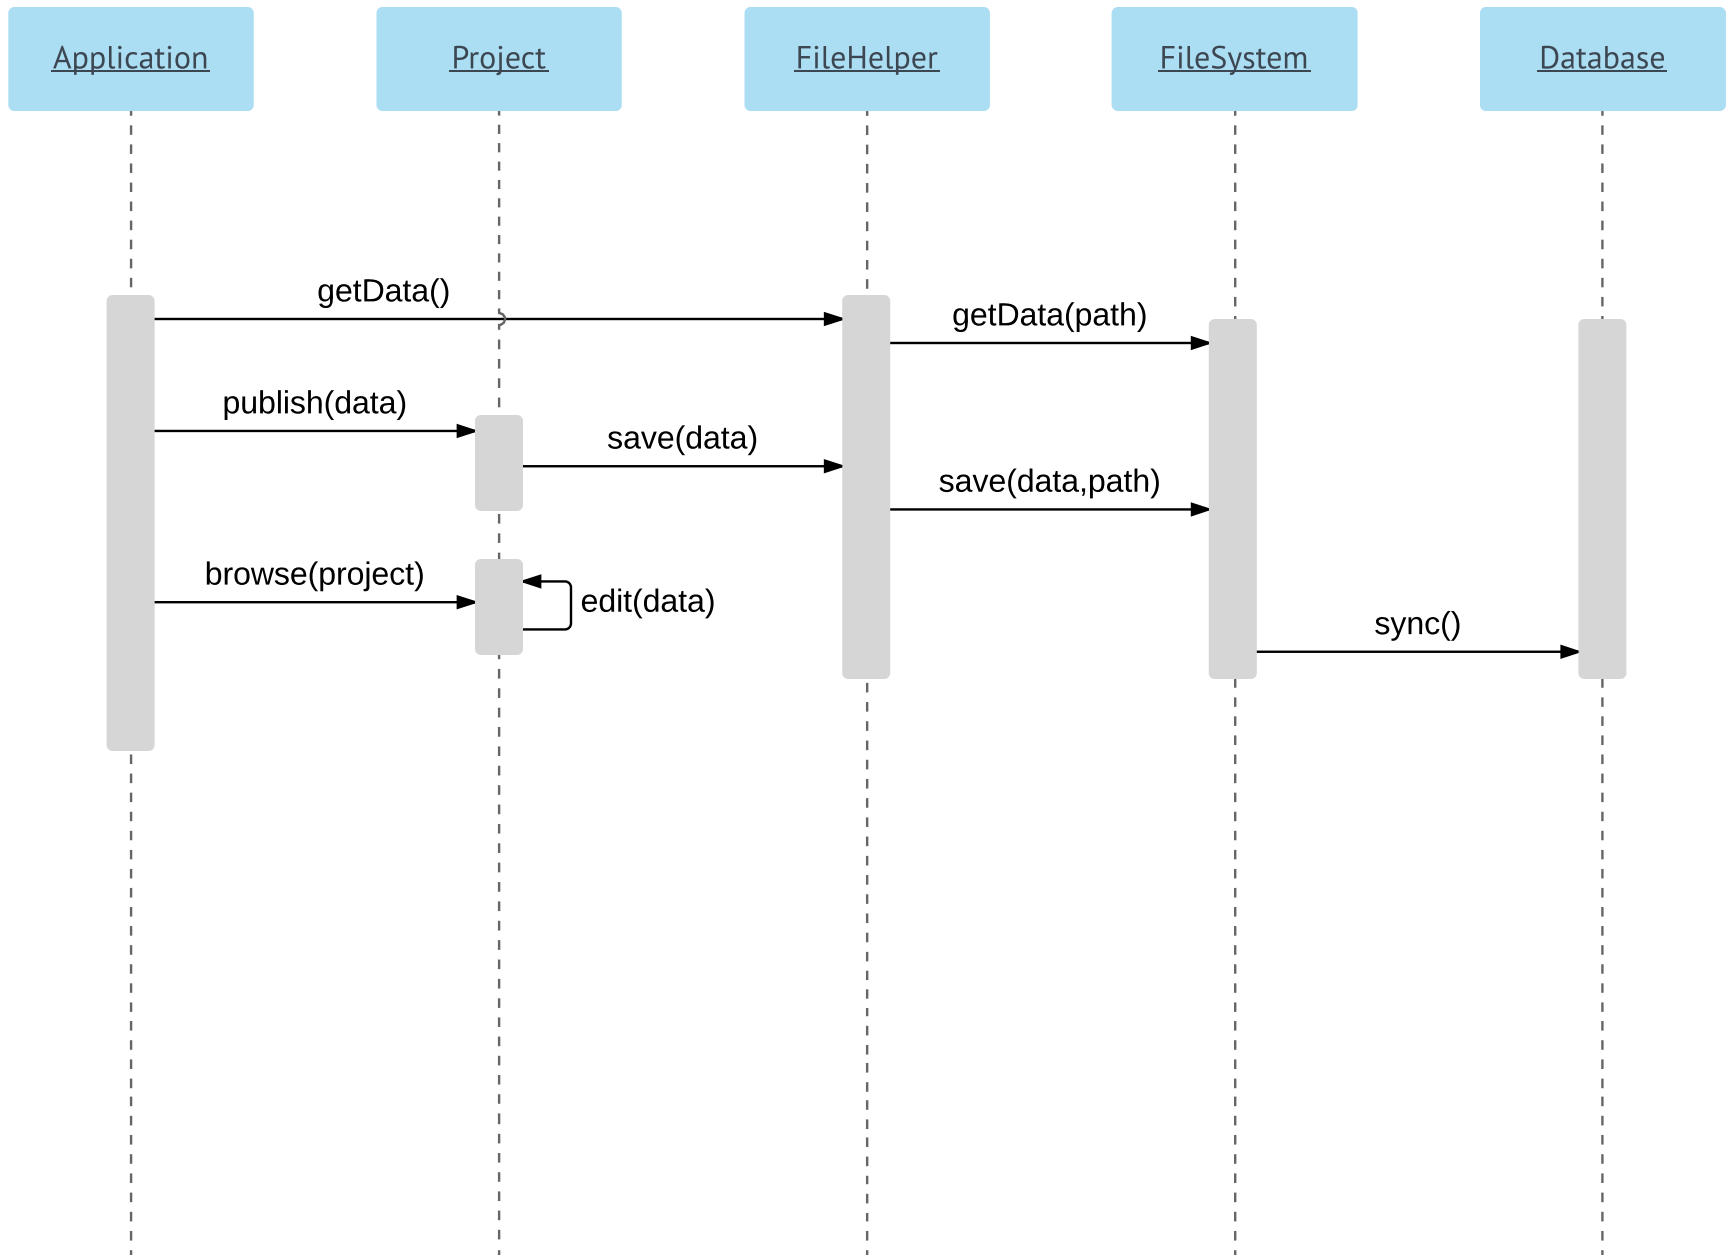 Application
Project
FileHelper
FileSystem
Database
getData()
getData(path)
publish(data)
save(data)
save(data,path)
browse(project)
edit(data)
sync()